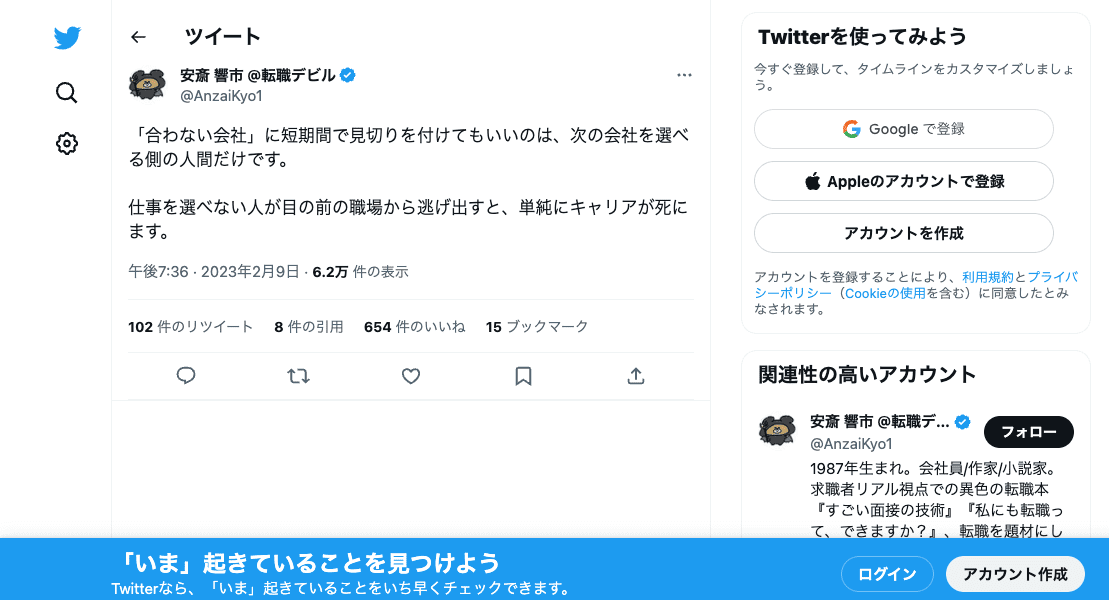 ツイート
安斎 響市 @転職デビル
@AnzaiKyo1
「合わない会社」に短期間で見切りを付けてもいいのは、次の会社を選べ
る側の人間だけです。
仕事を選べない人が目の前の職場から逃げ出すと、単純にキャリアが死に
ます。
午後7:36 · 2023年2月9日 · 6.2万 件の表示
102 件のリツイート 8 件の引用 654 件のいいね 15 ブックマーク
Twitterを使ってみよう
今すぐ登録して、タイムラインをカスタマイズしましょ
う。
Google で登録
Appleのアカウントで登録
アカウントを作成
アカウントを登録することにより、利用規約とプライバ
シーポリシー（Cookieの使用を含む）に同意したとみ
なされます。
関連性の高いアカウント
安斎 響市 @転職デ...
@AnzaiKyo1
フォロー
1987年生まれ。会社員/作家/小説家。
求職者リアル視点での異色の転職本
『すごい面接の技術』『私にも転職っ
て、できますか？』、転職を題材にし
「いま」起きていることを見つけよう
Twitterなら、「いま」起きていることをいち早くチェックできます。
ログイン
アカウント作成